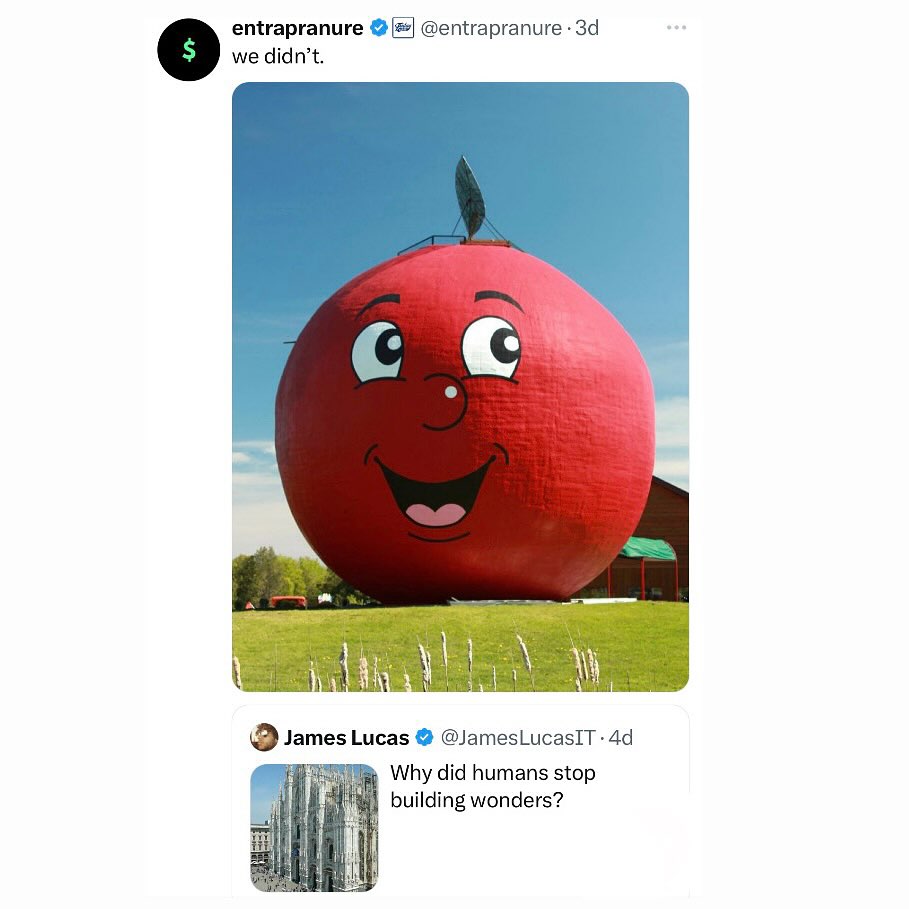 entrapranure @entrapranure · 3d
we didn’t.
James Lucas @JamesLucasIT · 4d
Why did humans stop
building wonders?